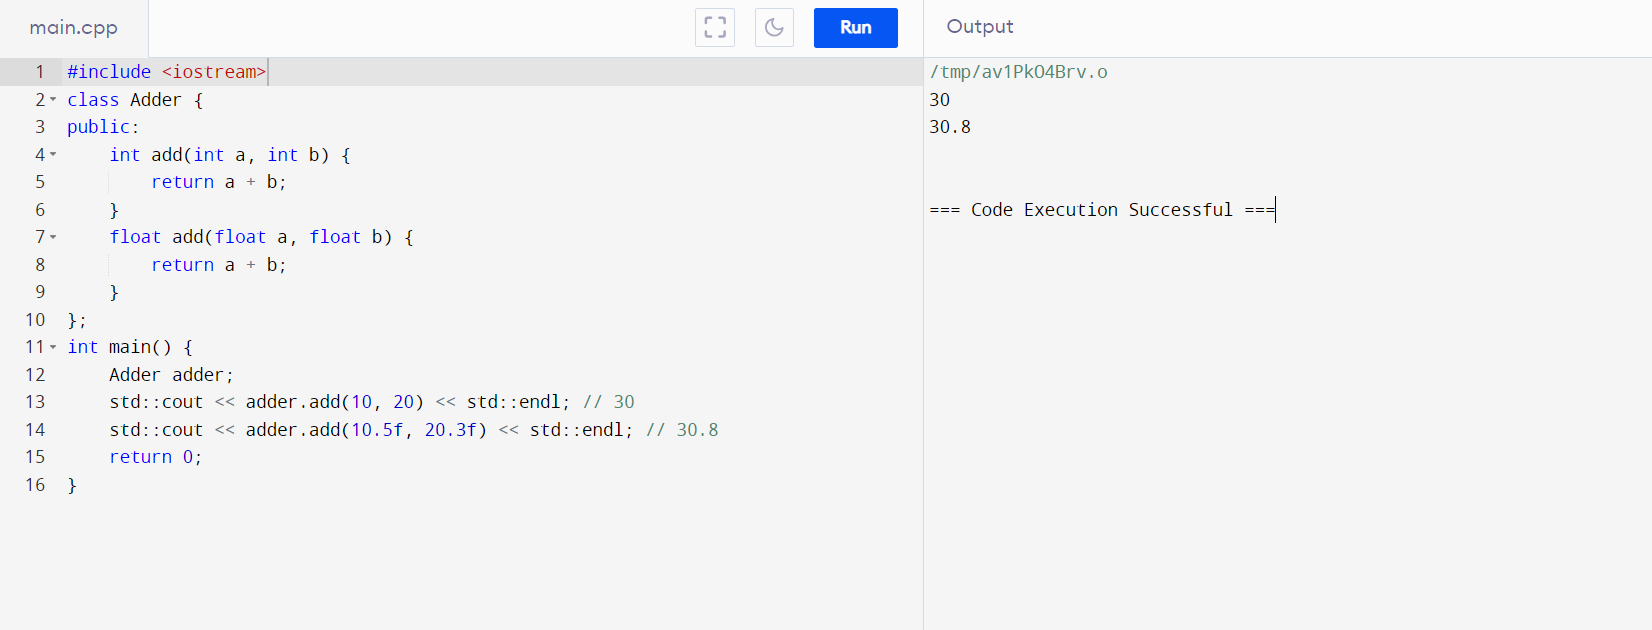 main.cpp
Run
Output
1 #include <iostream>
2 class Adder {
3 public:
4     int add(int a, int b) {
5         return a + b;
6     }
7     float add(float a, float b) {
8         return a + b;
9     }
10 };
11 int main() {
12     Adder adder;
13     std::cout << adder.add(10, 20) << std::endl; // 30
14     std::cout << adder.add(10.5f, 20.3f) << std::endl; // 30.8
15     return 0;
16 }
/tmp/av1PkO4Brv.o
30
30.8
=== Code Execution Successful ===